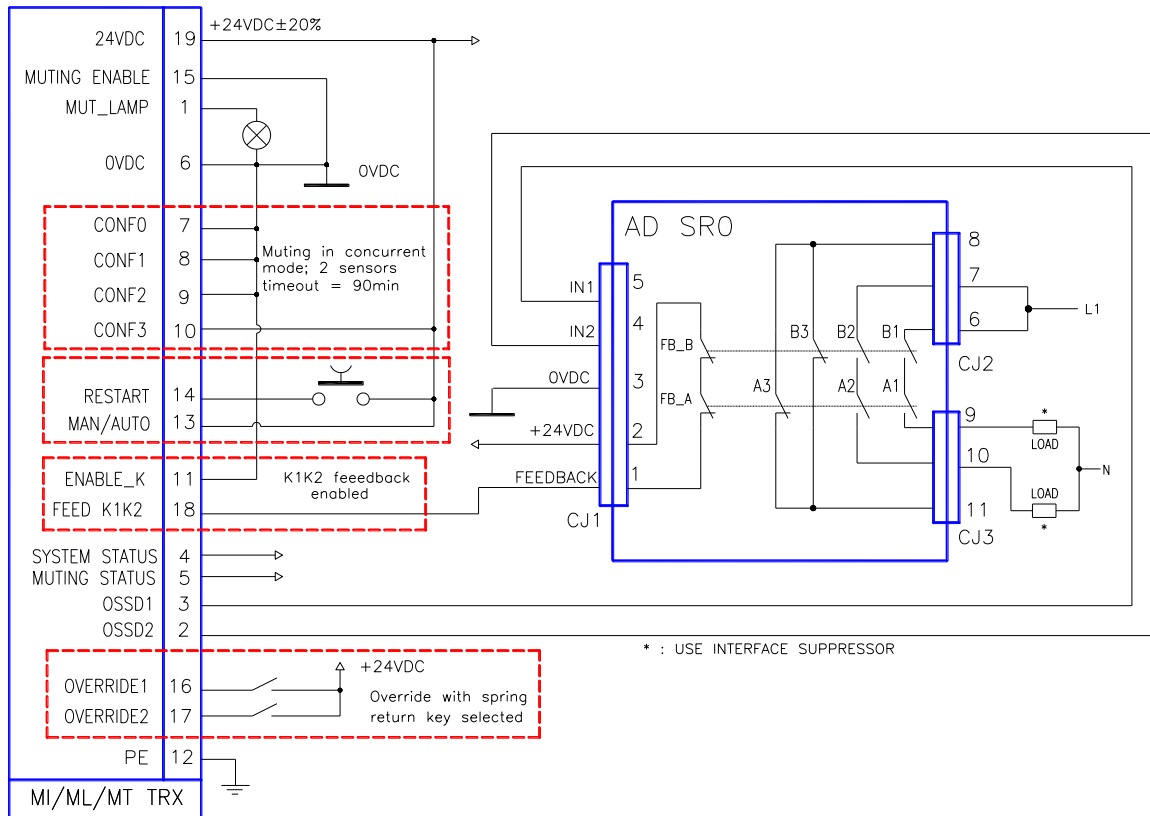 24VDC 19 +24VDC±20%
MUTING ENABLE 15
MUT_LAMP 1
0VDC 6 0VDC
CONF0 7
CONF1 8
CONF2 9
CONF3 10
Muting in concurrent
mode; 2 sensors
timeout = 90min
RESTART 14
MAN/AUTO 13
ENABLE_K 11
FEED K1K2 18
K1K2 feeedback
enabled
SYSTEM STATUS 4
MUTING STATUS 5
OSSD1 3
OSSD2 2
OVERRIDE1 16
OVERRIDE2 17
+24VDC
Override with spring
return key selected
PE 12
MI/ML/MT TRX
AD SR0
IN1 5
IN2 4
0VDC 3
+24VDC 2
FEEDBACK 1
CJ1
FB_B
FB_A
B3 B2 B1
A3 A2 A1
8
7
6
CJ2
L1
9
10
11
CJ3
*
LOAD
N
LOAD
*
* : USE INTERFACE SUPPRESSOR